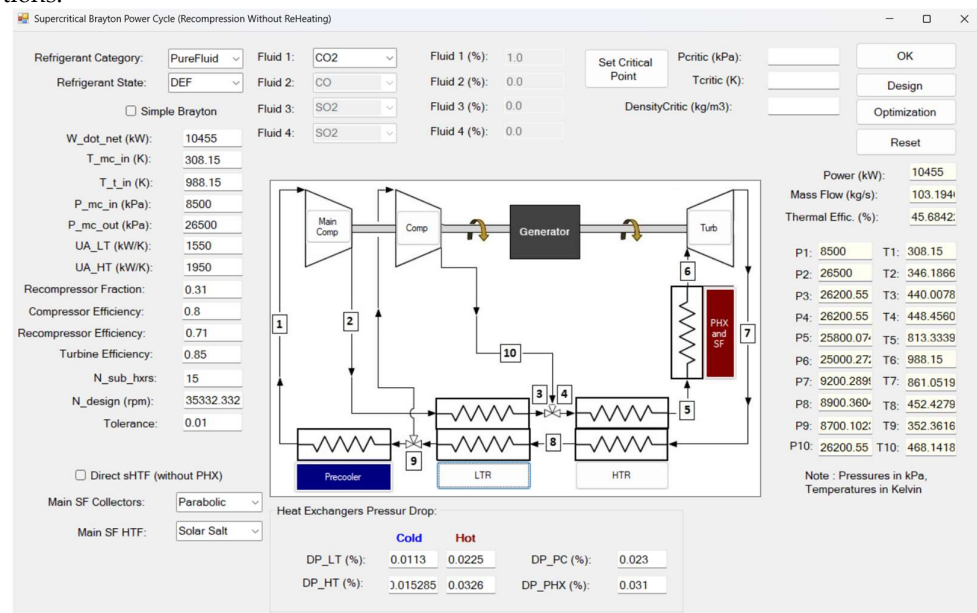 tions.
Supercritical Brayton Power Cycle (Recompression Without ReHeating)
Refrigerant Category: PureFluid Fluid 1: CO2 Fluid 1 (%): 1.0 Set Critical Point Pcritic (kPa): OK
Refrigerant State: DEF Fluid 2: CO Fluid 2 (%): 0.0 Tcritic (K): Design
Simple Brayton Fluid 3: SO2 Fluid 3 (%): 0.0 DensityCritic (kg/m3): Optimization
Fluid 4: SO2 Fluid 4 (%): 0.0 Reset
W_dot_net (kW): 10455
T_mc_in (K): 308.15
T_t_in (K): 988.15
P_mc_in (kPa): 8500
P_mc_out (kPa): 26500
UA_LT (kW/K): 1550
UA_HT (kW/K): 1950
Recompressor Fraction: 0.31
Compressor Efficiency: 0.8
Recompressor Efficiency: 0.71
Turbine Efficiency: 0.85
N_sub_hxrs: 15
N_design (rpm): 35332.332
Tolerance: 0.01
Direct sHTF (without PHX)
Main SF Collectors: Parabolic
Main SF HTF: Solar Salt
Main Comp
Comp
Generator
Turb
6
1
2
PHX and SF
7
10
3 4
5
8
9
Precooler
LTR
HTR
Power (kW): 10455
Mass Flow (kg/s): 103.194
Thermal Effic. (%): 45.6842
P1: 8500 T1: 308.15
P2: 26500 T2: 346.1866
P3: 26200.55 T3: 440.0078
P4: 26200.55 T4: 448.4560
P5: 25800.07 T5: 813.3339
P6: 25000.27 T6: 988.15
P7: 9200.289 T7: 861.0519
P8: 8900.360 T8: 452.4279
P9: 8700.102 T9: 352.3616
P10: 26200.55 T10: 468.1418
Note : Pressures in kPa,
Temperatures in Kelvin
Heat Exchangers Pressur Drop:
Cold Hot
DP_LT (%): 0.0113 0.0225 DP_PC (%): 0.023
DP_HT (%): 0.015285 0.0326 DP_PHX (%): 0.031